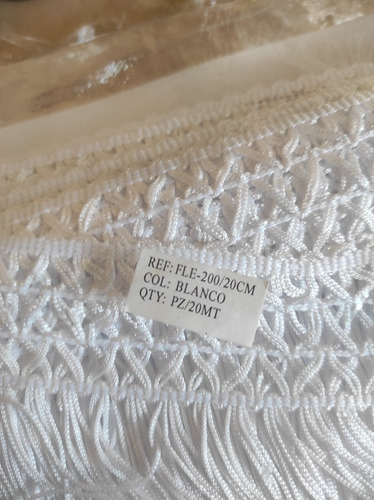 REF: FLE-200/20CM
COL: BLANCO
QTY: PZ/20MT